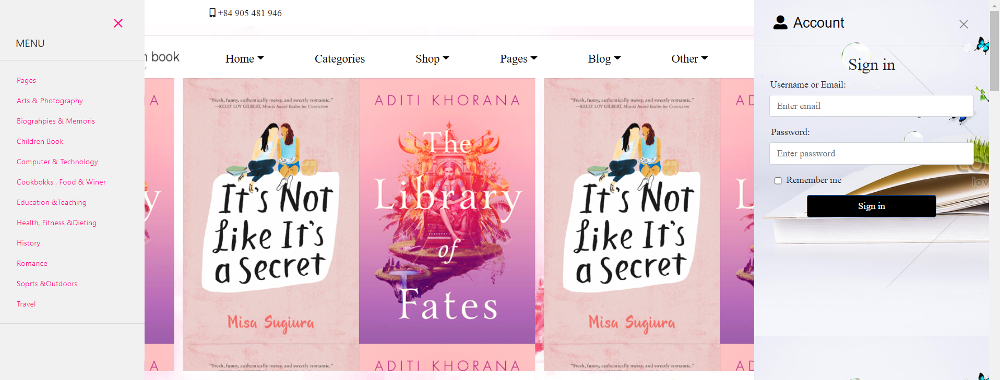 MENU
Pages
Arts & Photography
Biograhpies & Memoris
Children Book
Computer & Technology
Cookbokks , Food & Winer
Education &Teaching
Health, Fitness &Dieting
History
Romance
Soprts &Outdoors
Travel
+84 905 481 946
book
Home
Categories
Shop
Pages
Blog
Other
ANA
y
“Fresh, funny, authentically messy, and sweetly romantic.”
—KELLY LOY GILBERT, Morris Award finalist for Conviction
It's Not
Like It's
a Secret
Misa Sugiura
ADITI KHORANA
The
Library
of
Fates
“Fresh, funny, authentically messy, and sweetly romantic.”
—KELLY LOY GILBERT, Morris Award finalist for Conviction
It's Not
Like It's
a Secret
Misa Sugiura
AD
L
ANA
“Fresh, funny, authentically messy, and sweetly romantic.”
ADITI KHORANA
“Fresh, funny, authentically messy, and sweetly romantic.”
AD
Account
Sign in
Username or Email:
Enter email
Password:
Enter password
Remember me
Sign in
lov